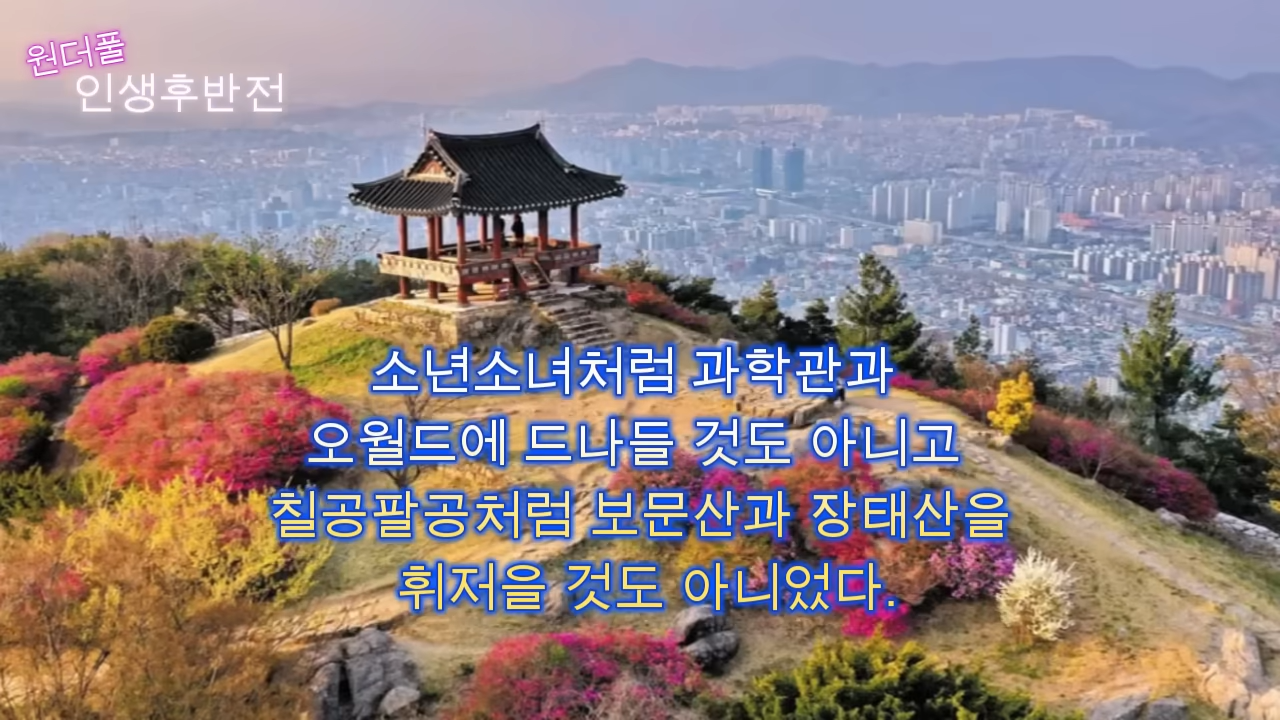 원더풀
인생후반전
소년소녀처럼 과학관과
오월드에 드나들 것도 아니고
칠공팔공처럼 보문산과 장태산을
휘저을 것도 아니었다.